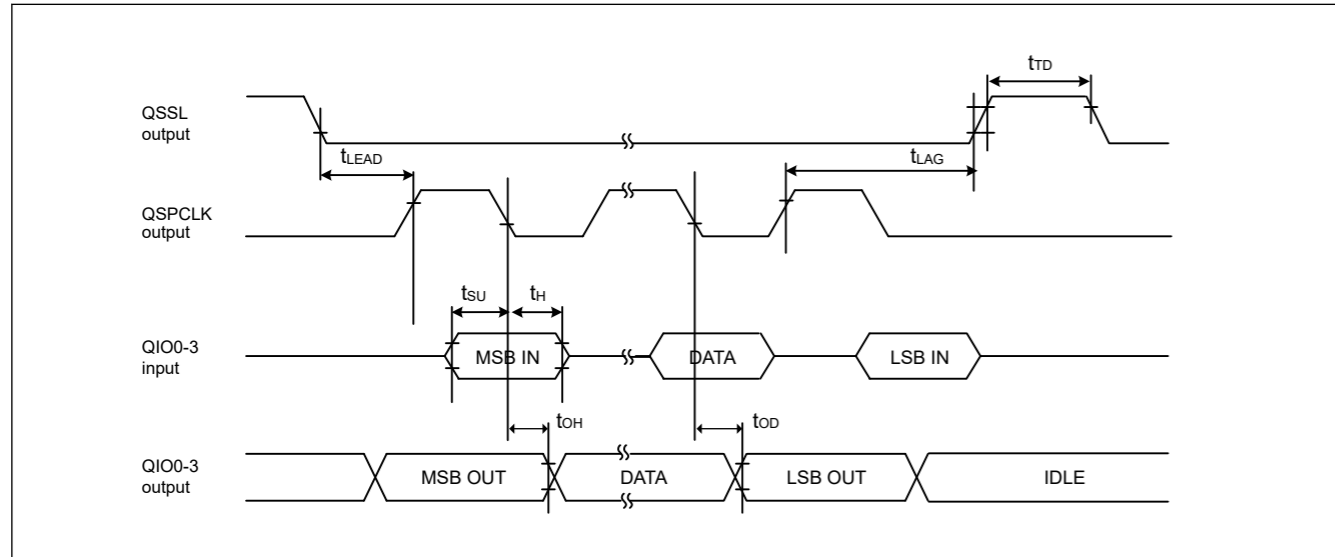 tTD
QSSL
output
tLEAD
tLAG
QSPCLK
output
tSU
tH
QIO0-3
input
MSB IN
DATA
LSB IN
tOH
tOD
QIO0-3
output
MSB OUT
DATA
LSB OUT
IDLE